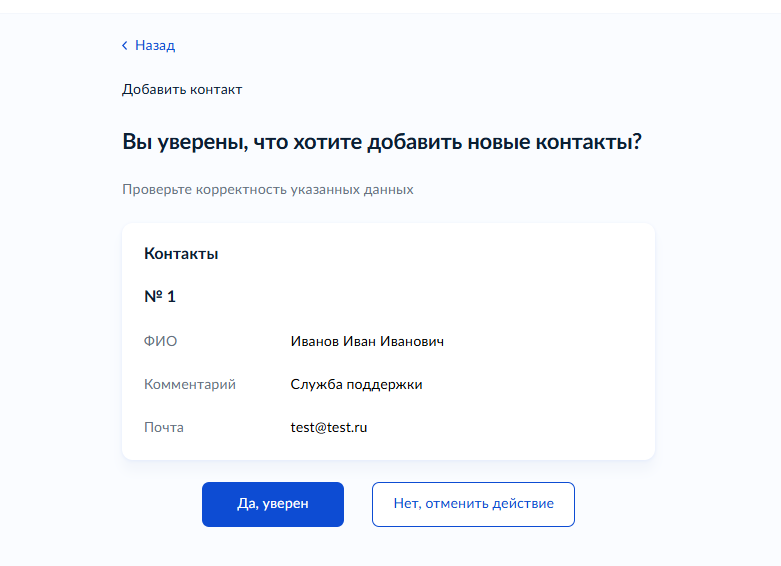 Назад
Добавить контакт
Вы уверены, что хотите добавить новые контакты?
Проверьте корректность указанных данных
Контакты
№ 1
ФИО Иванов Иван Иванович
Комментарий Служба поддержки
Почта test@test.ru
Да, уверен Нет, отменить действие